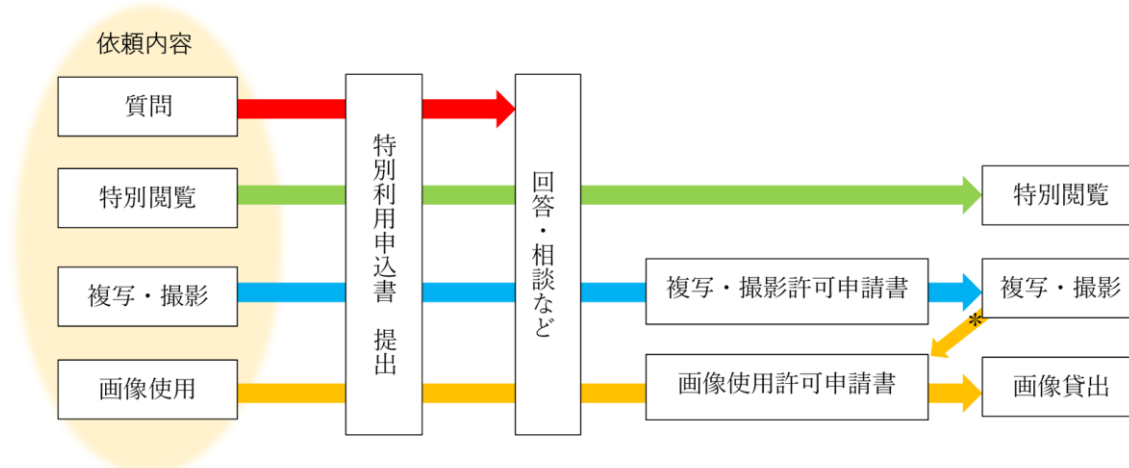 依頼内容
質問
特別閲覧
複写・撮影
画像使用
特別利用申込書 提出
回答・相談など
複写・撮影許可申請書
画像使用許可申請書
特別閲覧
複写・撮影
*
画像貸出